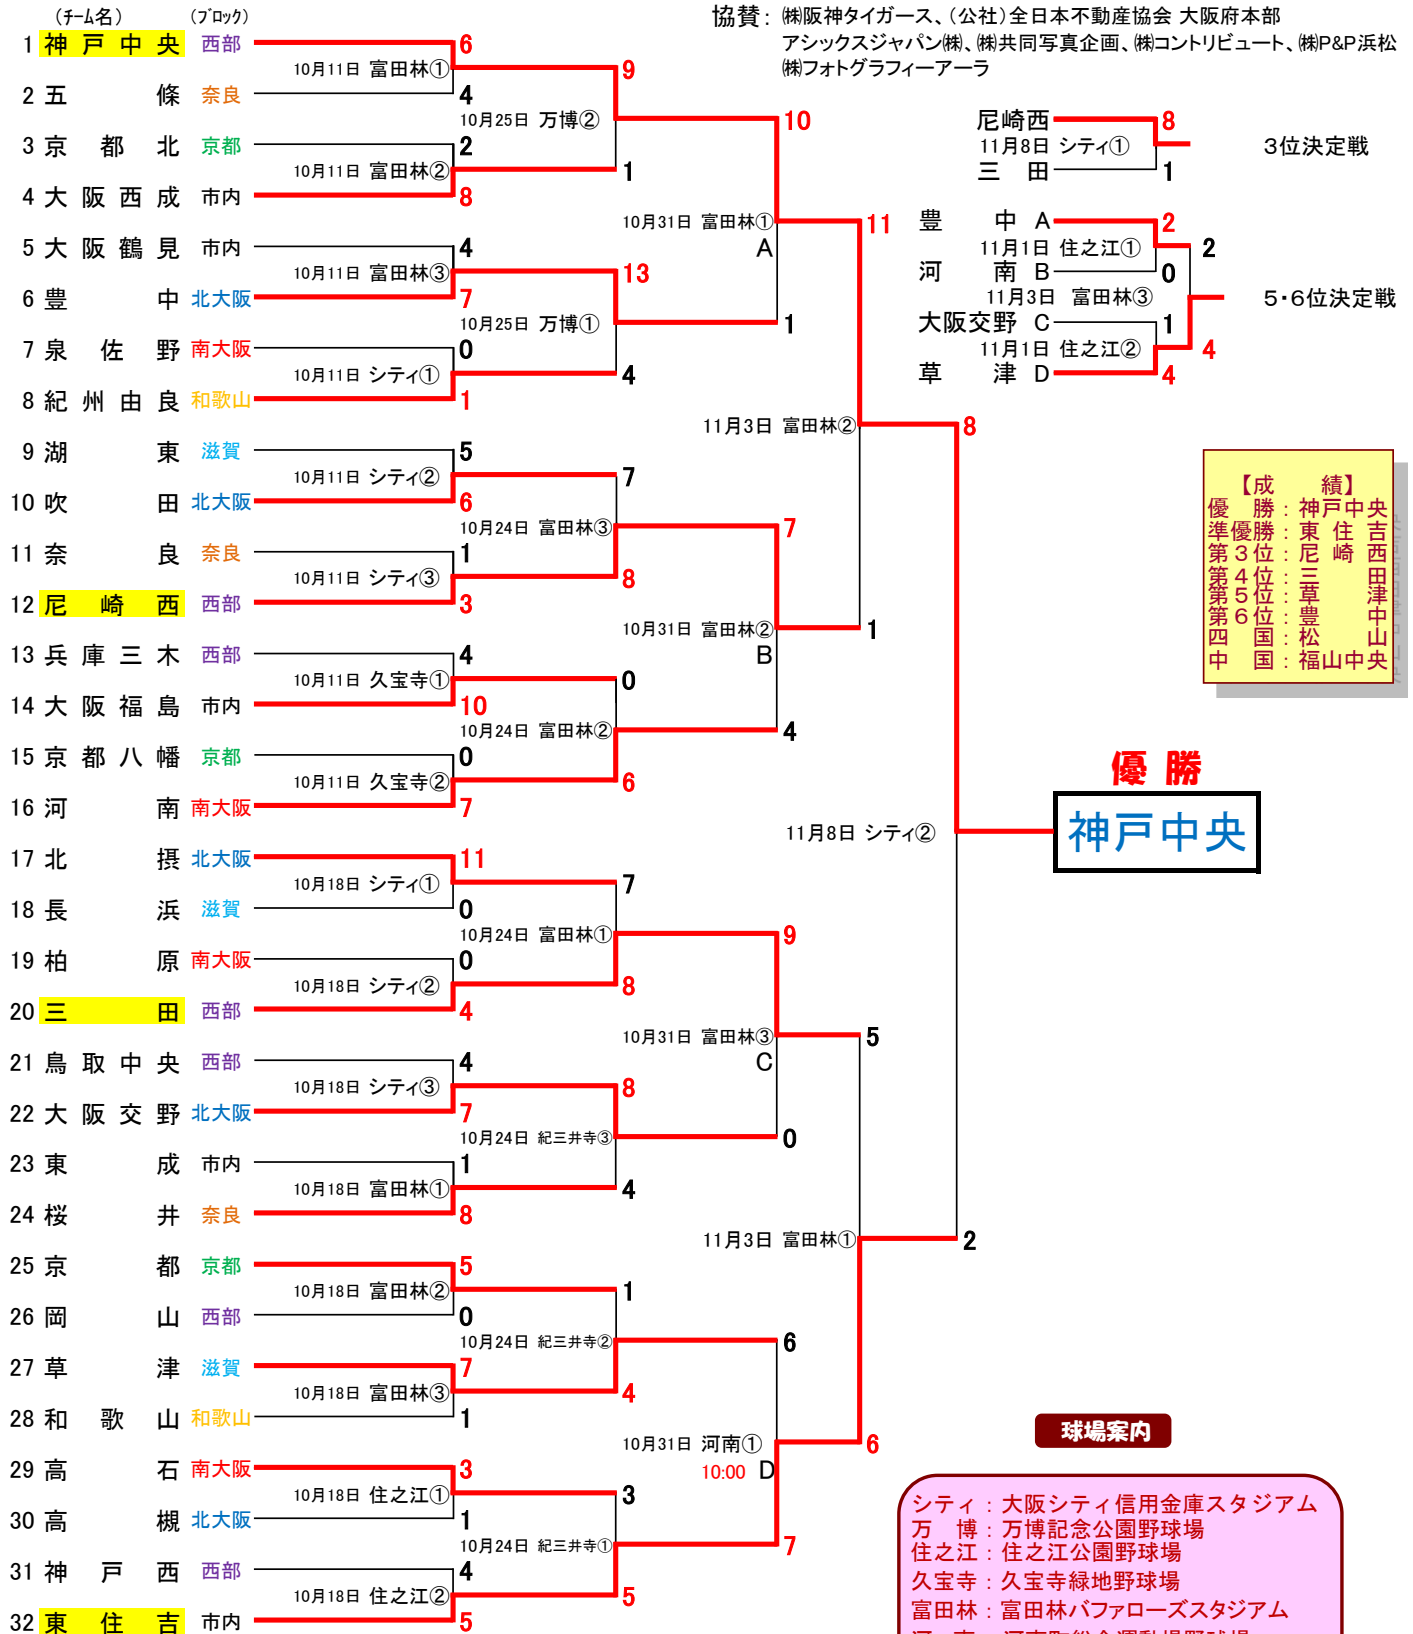 (チーム名) (ブロック)
協賛: ㈱阪神タイガース、(公社)全日本不動産協会 大阪府本部
アシックスジャパン㈱、㈱共同写真企画、㈱コントリビュート、㈱P&P浜松
㈱フォトグラフィーアーラ
1 神戸中央 西部 6
10月11日 富田林① 9
2 五條 奈良 4
10月25日 万博② 10
3 京都北 京都 2
10月11日 富田林② 1
4 大阪西成 市内 8
10月31日 富田林① 11
A
5 大阪鶴見 市内 4
10月11日 富田林③ 13
6 豊中 北大阪 7
10月25日 万博① 1
7 泉佐野 南大阪 0
10月11日 シティ① 4
8 紀州由良 和歌山 1
11月3日 富田林② 8
9 湖東 滋賀 5
10月11日 シティ② 7
10 吹田 北大阪 6
10月24日 富田林③ 7
11 奈良 奈良 1
10月11日 シティ③ 8
12 尼崎西 西部 3
10月31日 富田林② 1
B
13 兵庫三木 西部 4
10月11日 久宝寺① 0
14 大阪福島 市内 10
10月24日 富田林② 4
15 京都八幡 京都 0
10月11日 久宝寺② 6
16 河南 南大阪 7
11月8日 シティ②
17 北摂 北大阪 11
10月18日 シティ① 7
18 長浜 滋賀 0
10月24日 富田林① 9
19 柏原 南大阪 0
10月18日 シティ② 8
20 三田 西部 4
10月31日 富田林③ 5
C
21 鳥取中央 西部 4
10月18日 シティ③ 8
22 大阪交野 北大阪 7
10月24日 紀三井寺③ 0
23 東成 市内 1
10月18日 富田林① 4
24 桜井 奈良 8
11月3日 富田林① 2
25 京都 京都 5
10月18日 富田林② 1
26 岡山 西部 0
10月24日 紀三井寺② 6
27 草津 滋賀 7
10月18日 富田林③ 4
28 和歌山 和歌山 1
10月31日 河南① 6
10:00 D
29 高石 南大阪 3
10月18日 住之江① 3
30 高槻 北大阪 1
10月24日 紀三井寺① 7
31 神戸西 西部 4
10月18日 住之江② 5
32 東住吉 市内 5
尼崎西 8
11月8日 シティ① 3位決定戦
三田 1
豊中 A 2
11月1日 住之江① 2
河南 B 0
11月3日 富田林③ 5・6位決定戦
大阪交野 C 1
11月1日 住之江② 4
草津 D 4
【成績】
優勝:神戸中央
準優勝:東住吉
第3位:尼崎西
第4位:三田
第5位:草津
第6位:豊中
四国:松山
中国:福山中央
優勝
神戸中央
球場案内
シティ:大阪シティ信用金庫スタジアム
万博:万博記念公園野球場
住之江:住之江公園野球場
久宝寺:久宝寺緑地野球場
富田林:富田林バファローズスタジアム
河南:河南町総合運動場野球場